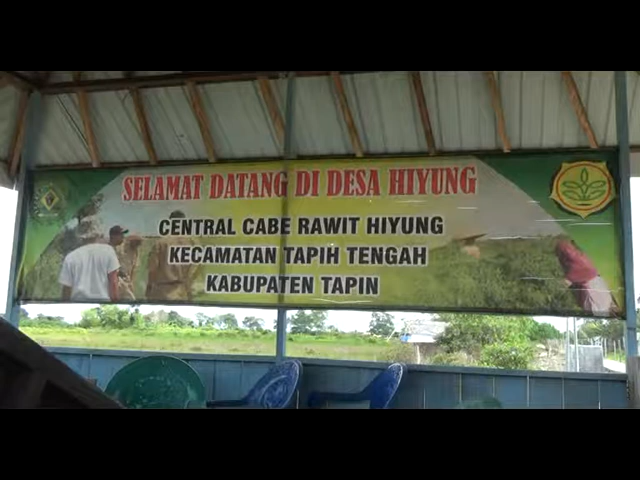 SELAMAT DATANG DI DESA HIYUNG
CENTRAL CABE RAWIT HIYUNG
KECAMATAN TAPIH TENGAH
KABUPATEN TAPIN